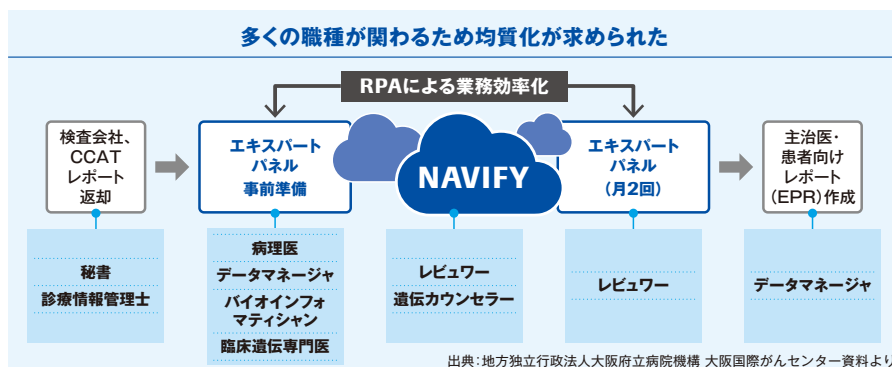 多くの職種が関わるため均質化が求められた
RPAによる業務効率化
検査会社、
CCAT
レポート
返却
エキスパート
パネル
事前準備
NAVIFY
エキスパート
パネル
(月2回)
主治医・
患者向け
レポート
(EPR)作成
秘書
診療情報管理士
病理医
データマネージャ
バイオインフォ
マティシャン
臨床遺伝専門医
レビュワー
遺伝カウンセラー
レビュワー
データマネージャ
出典:地方独立行政法人大阪府立病院機構 大阪国際がんセンター資料より